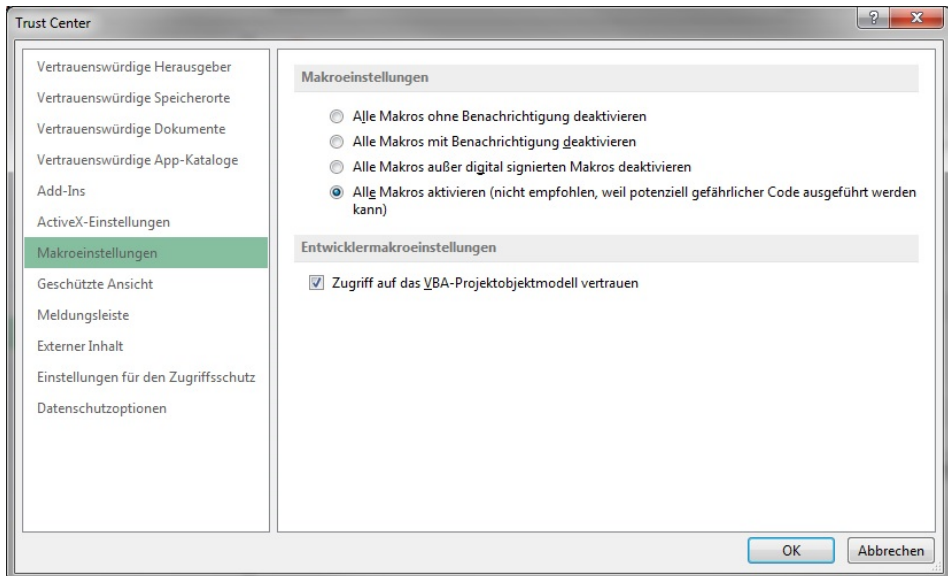 Trust Center
Vertrauenswürdige Herausgeber
Vertrauenswürdige Speicherorte
Vertrauenswürdige Dokumente
Vertrauenswürdige App-Kataloge
Add-Ins
ActiveX-Einstellungen
Makroeinstellungen
Geschützte Ansicht
Meldungsleiste
Externer Inhalt
Einstellungen für den Zugriffsschutz
Datenschutzoptionen
Makroeinstellungen
Alle Makros ohne Benachrichtigung deaktivieren
Alle Makros mit Benachrichtigung deaktivieren
Alle Makros außer digital signierten Makros deaktivieren
Alle Makros aktivieren (nicht empfohlen, weil potenziell gefährlicher Code ausgeführt werden
kann)
Entwicklermakroeinstellungen
Zugriff auf das VBA-Projektobjektmodell vertrauen
OK
Abbrechen